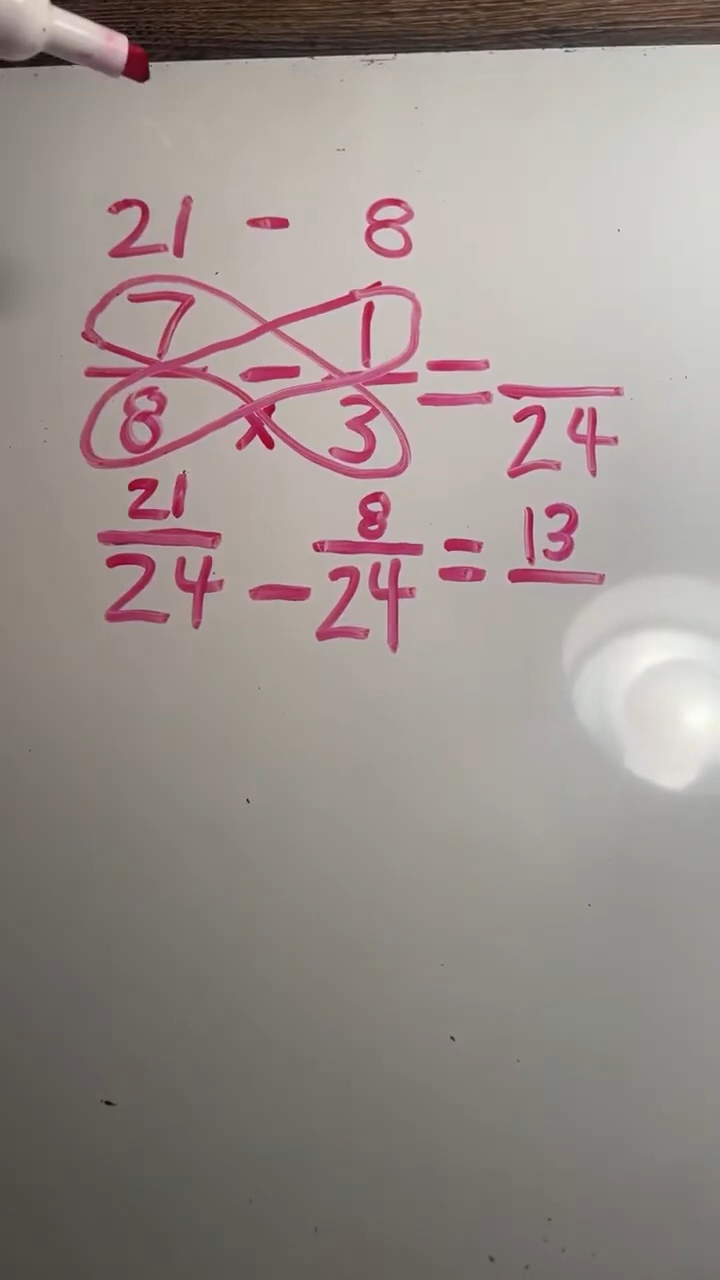 21 - 8
7/8 - 1/3 = /24
x
21/24 - 8/24 = 13/